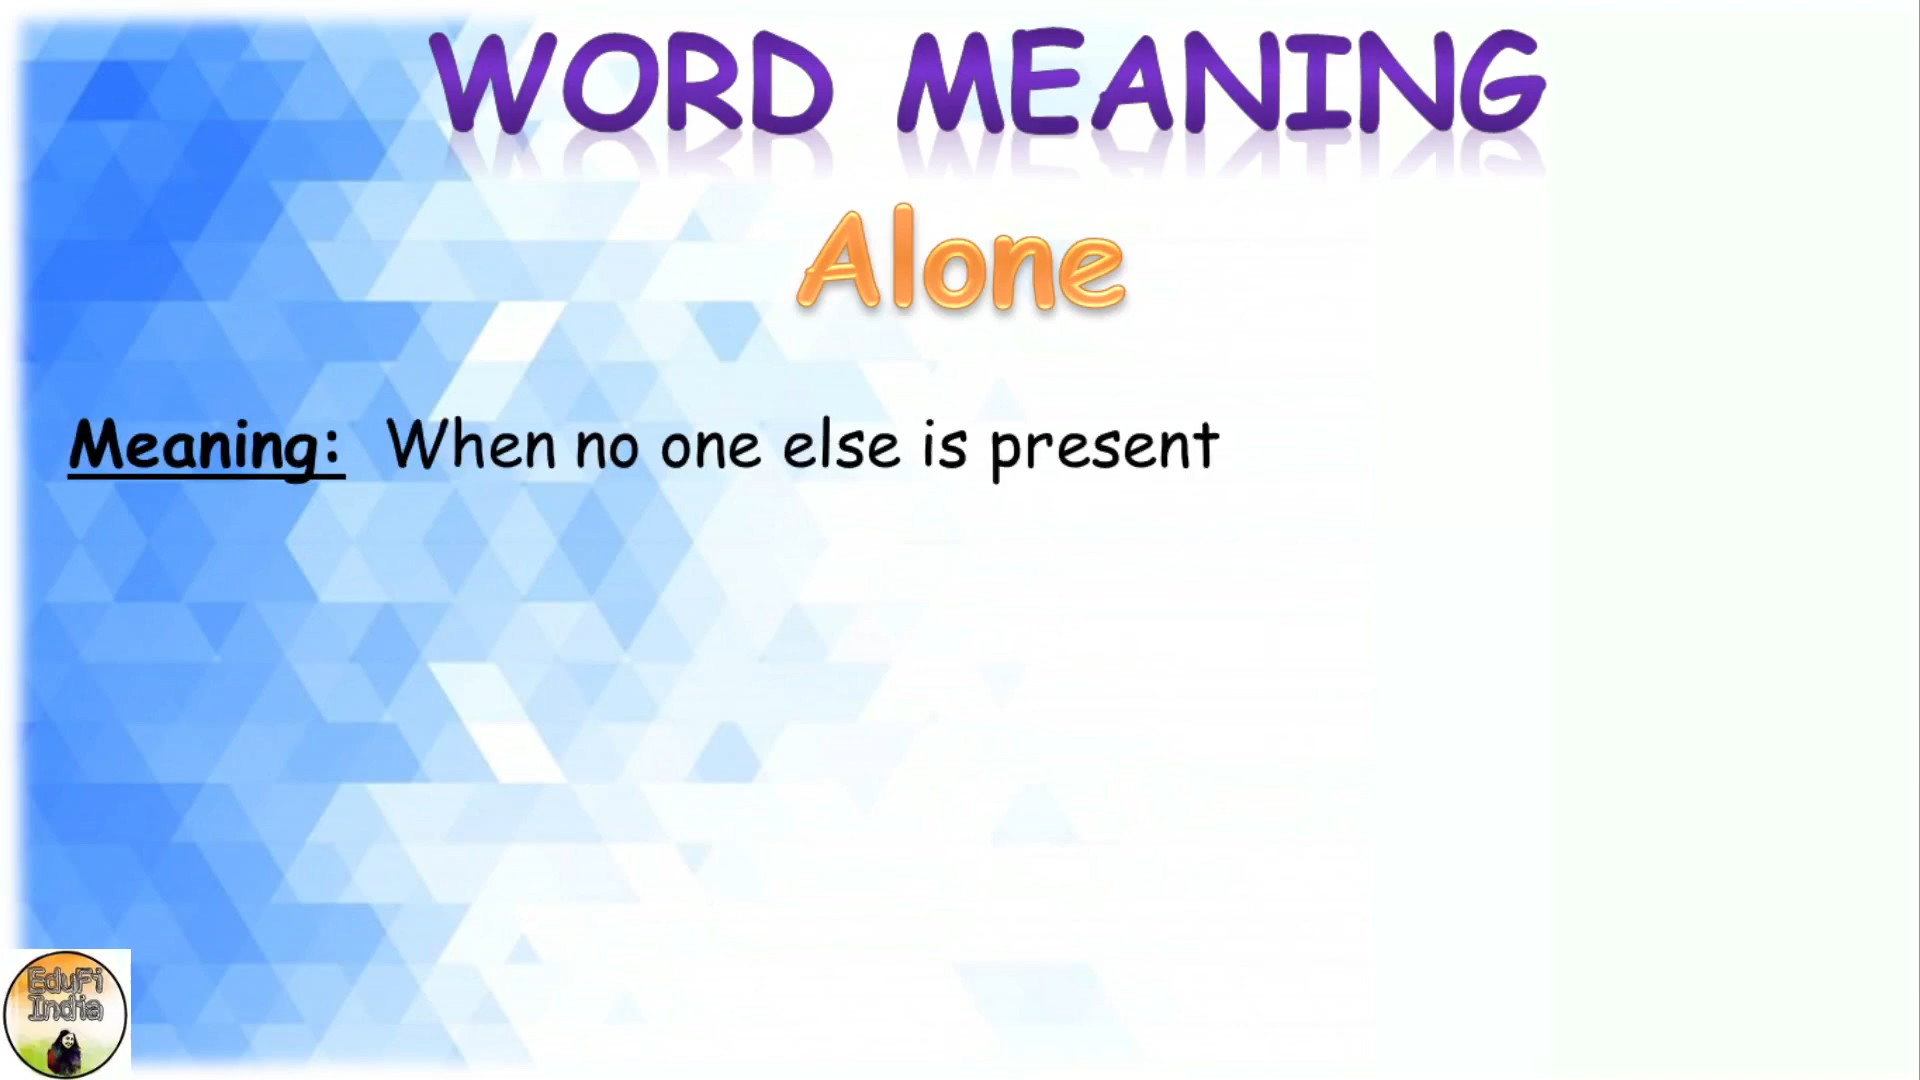 WORD MEANING
Alone
Meaning: When no one else is present
EduFi
India